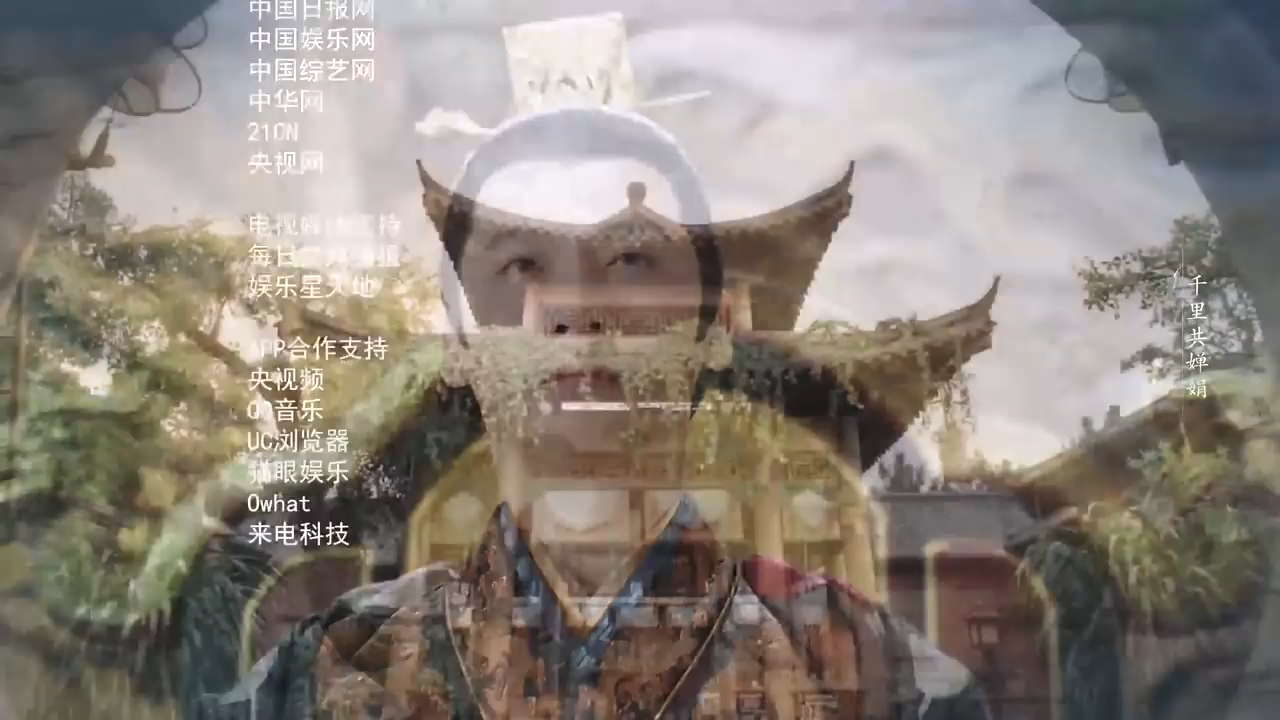 中国日报网
中国娱乐网
中国综艺网
中华网
21CN
央视网
娱乐星天地
APP合作支持
央视频
QQ音乐
UC浏览器
猫眼娱乐
Owhat
来电科技
千里共婵娟